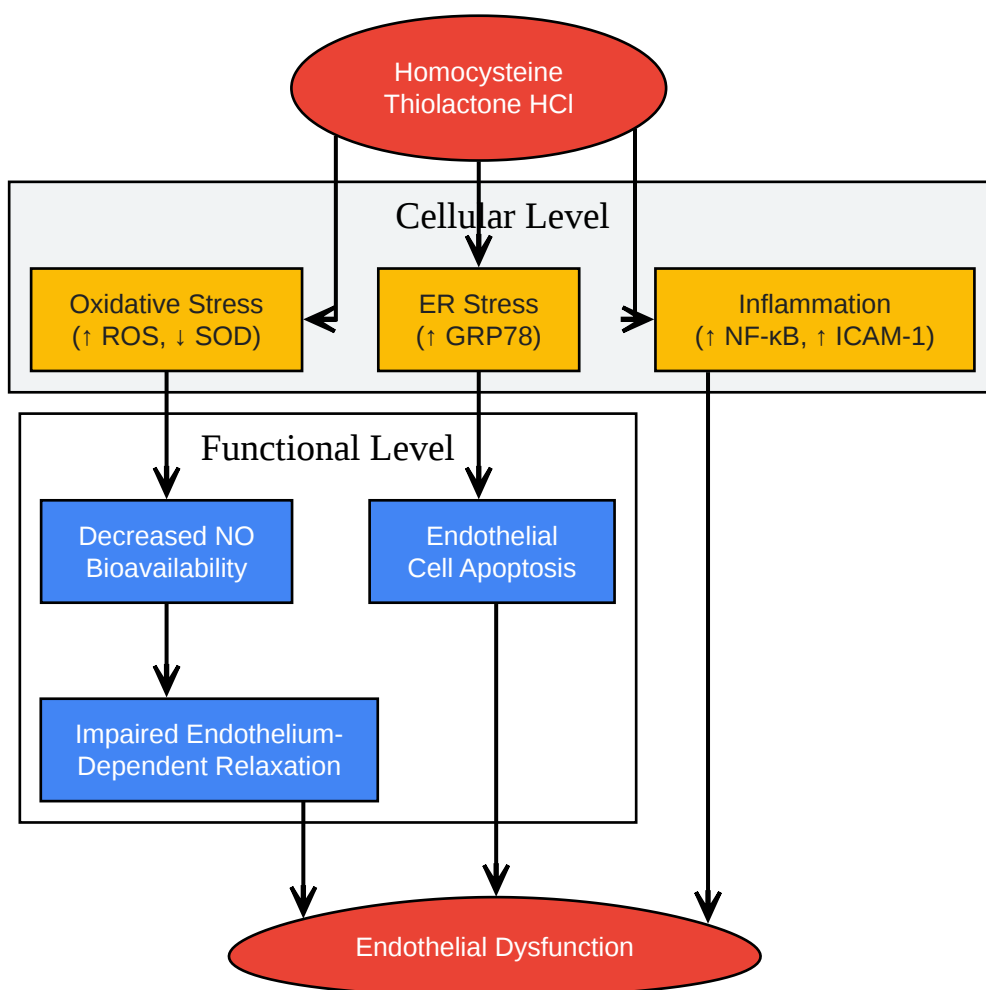 Homocysteine
Thiolactone HCl
Cellular Level
Oxidative Stress
(↑ ROS, ↓ SOD)
ER Stress
(↑ GRP78)
Inflammation
(↑ NF-κB, ↑ ICAM-1)
Functional Level
Decreased NO
Bioavailability
Endothelial
Cell Apoptosis
Impaired Endothelium-
Dependent Relaxation
Endothelial Dysfunction